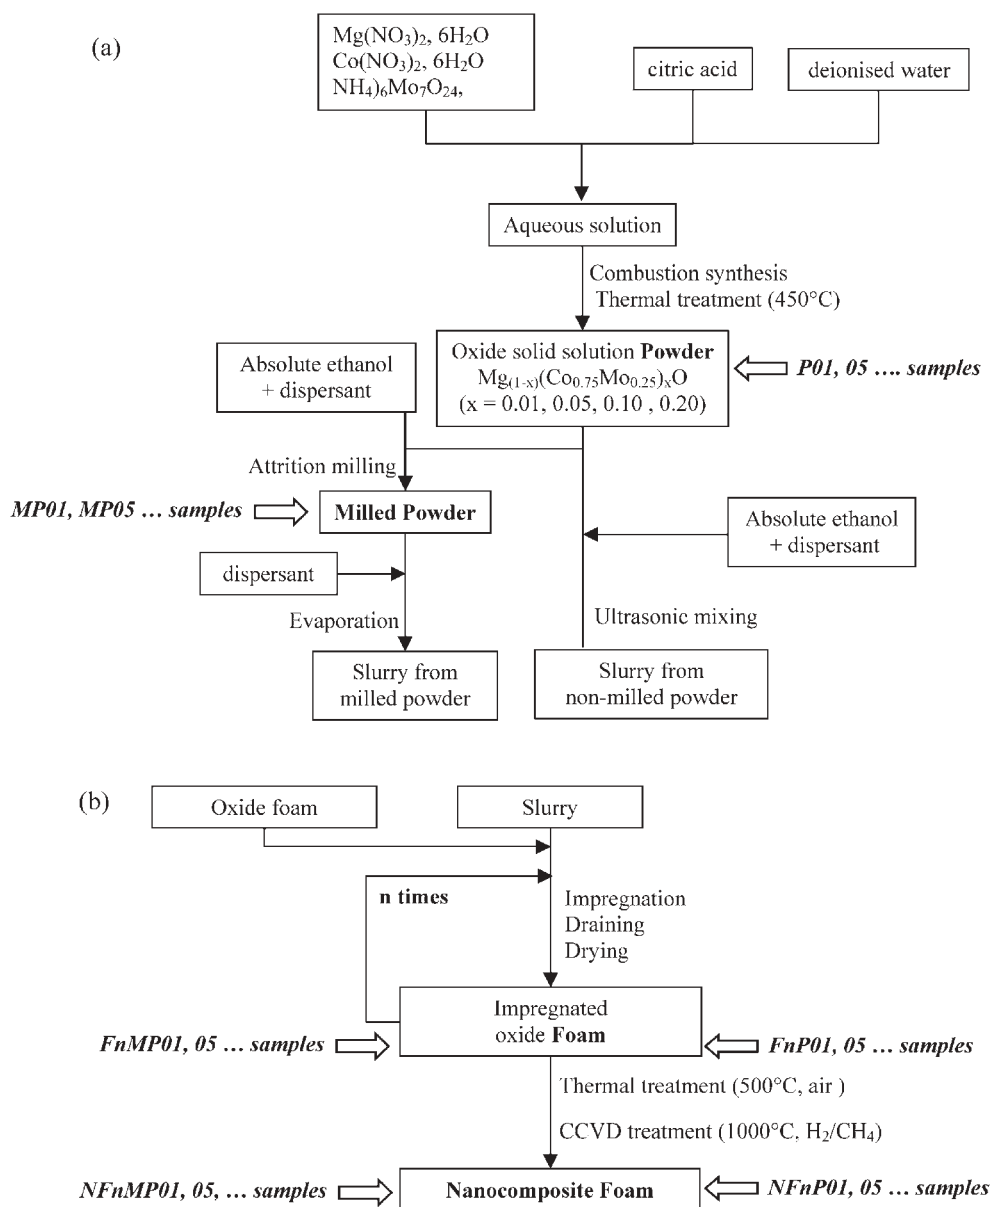 (a)
Mg(NO3)2, 6H2O
Co(NO3)2, 6H2O
NH4)6Mo7O24,
citric acid
deionised water
Aqueous solution
Combustion synthesis
Thermal treatment (450°C)
Absolute ethanol
+ dispersant
Oxide solid solution Powder
Mg(1-x)(Co0.75Mo0.25)xO
(x = 0.01, 0.05, 0.10 , 0.20)
P01, 05 .... samples
Attrition milling
MP01, MP05 ... samples
Milled Powder
Absolute ethanol
+ dispersant
dispersant
Evaporation
Ultrasonic mixing
Slurry from
milled powder
Slurry from
non-milled powder
(b)
Oxide foam
Slurry
n times
Impregnation
Draining
Drying
Impregnated
oxide Foam
FnMP01, 05 ... samples
FnP01, 05 ... samples
Thermal treatment (500°C, air )
CCVD treatment (1000°C, H2/CH4)
NFnMP01, 05, ... samples
Nanocomposite Foam
NFnP01, 05 ... samples